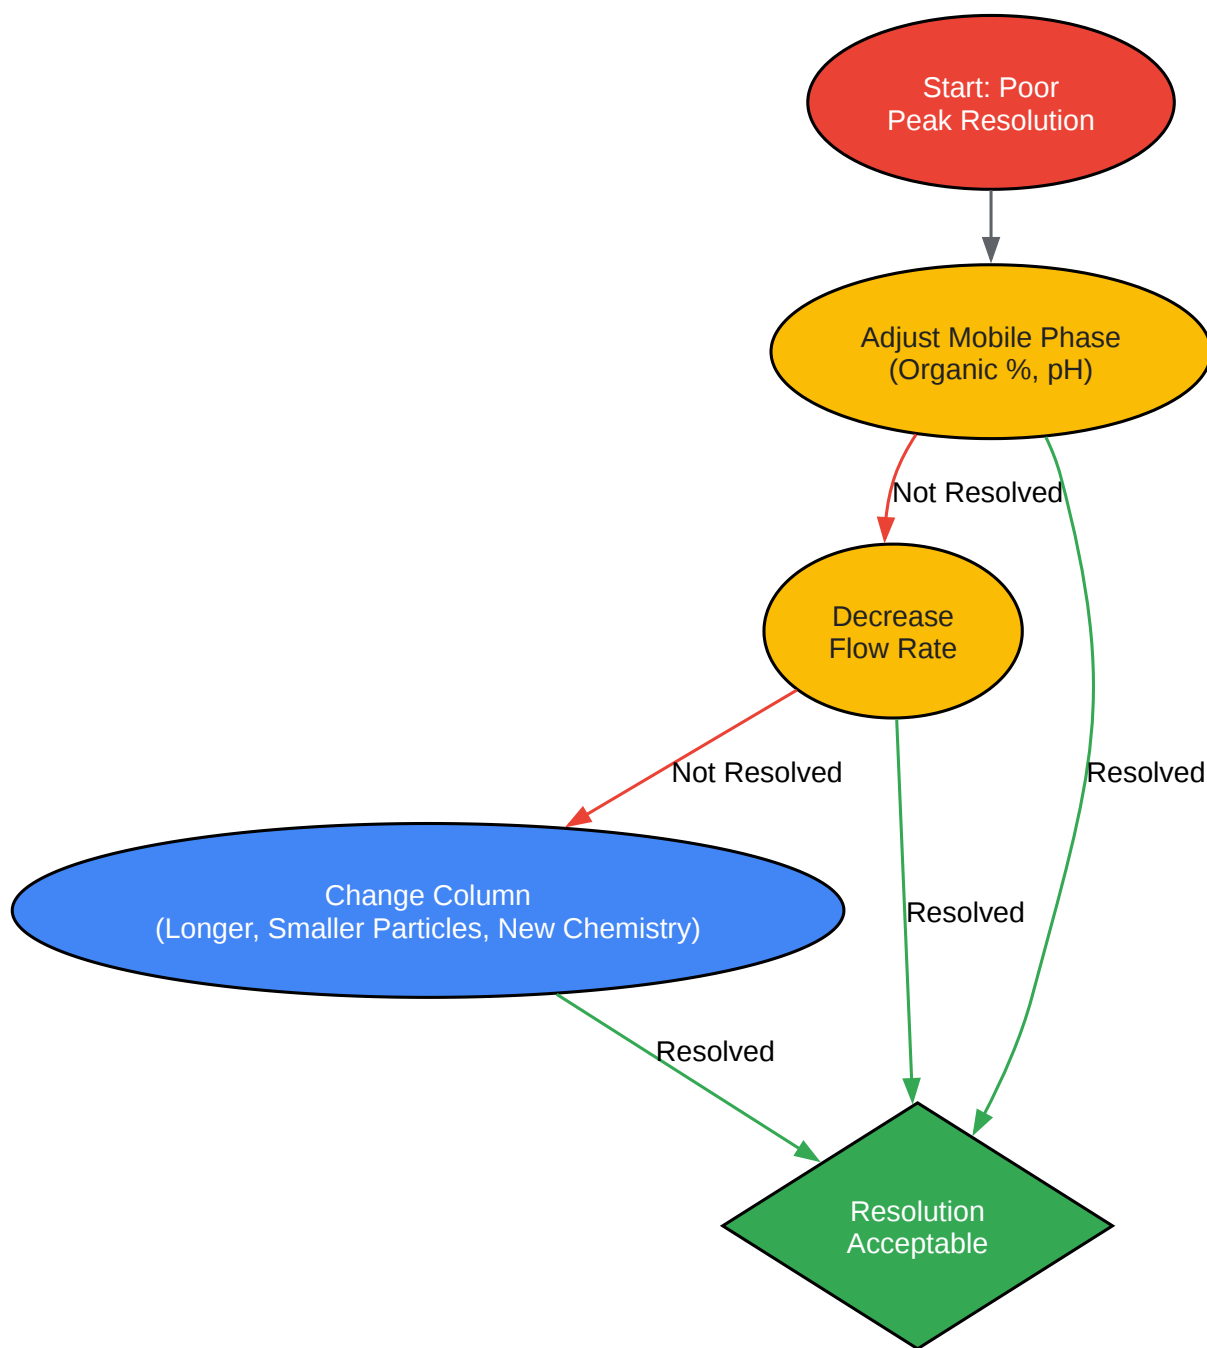 Start: Poor
Peak Resolution
Adjust Mobile Phase
(Organic %, pH)
Not Resolved
Decrease
Flow Rate
Not Resolved
Resolved
Change Column
(Longer, Smaller Particles, New Chemistry)
Resolved
Resolved
Resolution
Acceptable